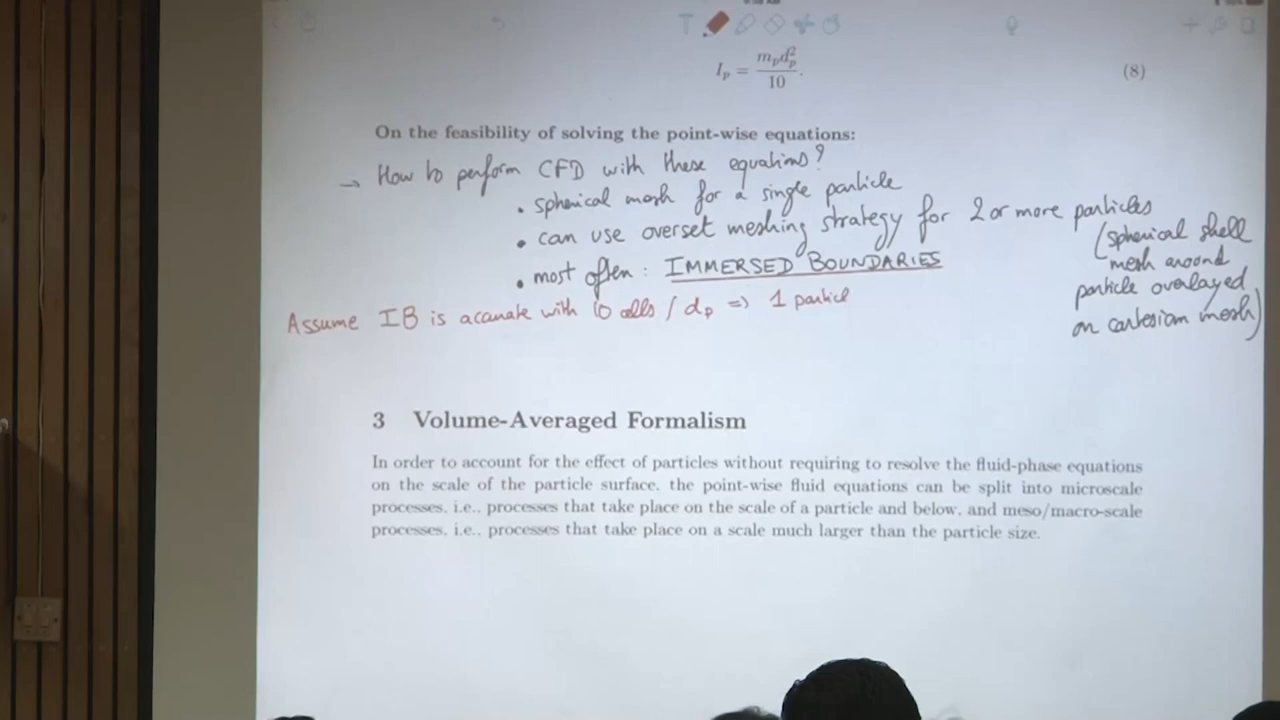 I_p = m_p d_p^2 / 10. (8)
On the feasibility of solving the point-wise equations:
→ How to perform CFD with these equations?
• spherical mesh for a single particle
• can use overset meshing strategy for 2 or more particles
(spherical shell
mesh around
particle overlayed
on cartesian mesh)
• most often : IMMERSED BOUNDARIES
Assume IB is accurate with 10 cells / d_p => 1 particl
3 Volume-Averaged Formalism
In order to account for the effect of particles without requiring to resolve the fluid-phase equations
on the scale of the particle surface, the point-wise fluid equations can be split into microscale
processes, i.e., processes that take place on the scale of a particle and below, and meso/macro-scale
processes, i.e., processes that take place on a scale much larger than the particle size.